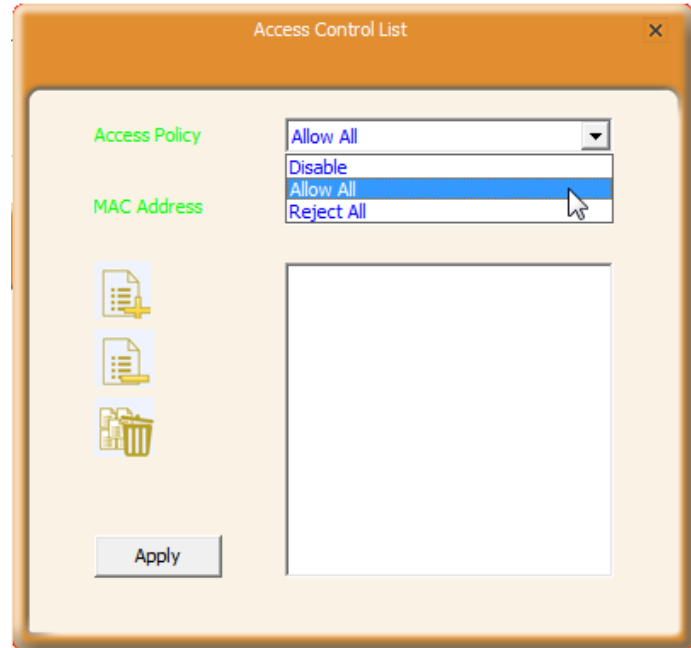 Access Control List
Access Policy
Allow All
Disable
Allow All
MAC Address
Reject All
Apply